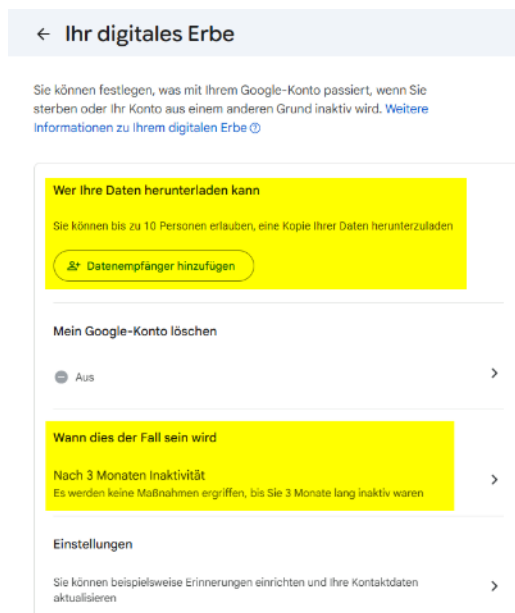 Ihr digitales Erbe
Sie können festlegen, was mit Ihrem Google-Konto passiert, wenn Sie
sterben oder Ihr Konto aus einem anderen Grund inaktiv wird. Weitere
Informationen zu Ihrem digitalen Erbe
Wer Ihre Daten herunterladen kann
Sie können bis zu 10 Personen erlauben, eine Kopie Ihrer Daten herunterzuladen
Datenempfänger hinzufügen
Mein Google-Konto löschen
Aus
Wann dies der Fall sein wird
Nach 3 Monaten Inaktivität
Es werden keine Maßnahmen ergriffen, bis Sie 3 Monate lang inaktiv waren
Einstellungen
Sie können beispielsweise Erinnerungen einrichten und Ihre Kontaktdaten
aktualisieren